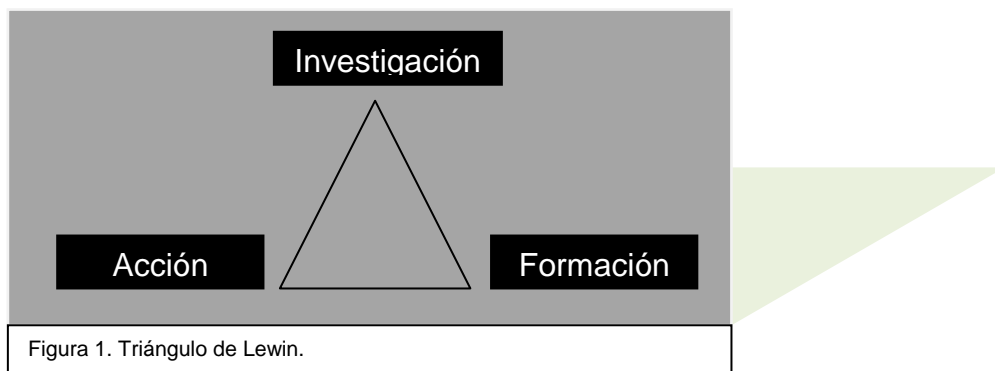 Investigación
Acción
Formación
Figura 1. Triángulo de Lewin.